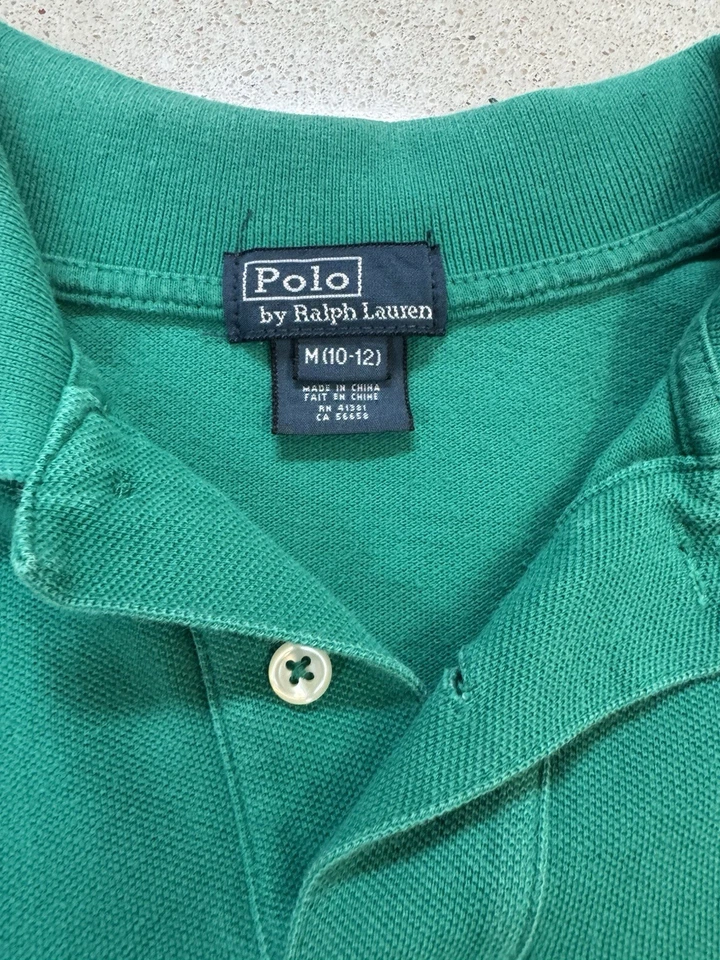 Polo
by Ralph Lauren
M(10-12)
MADE IN CHINA
FAIT EN CHINE
RN 41381
CA 56658